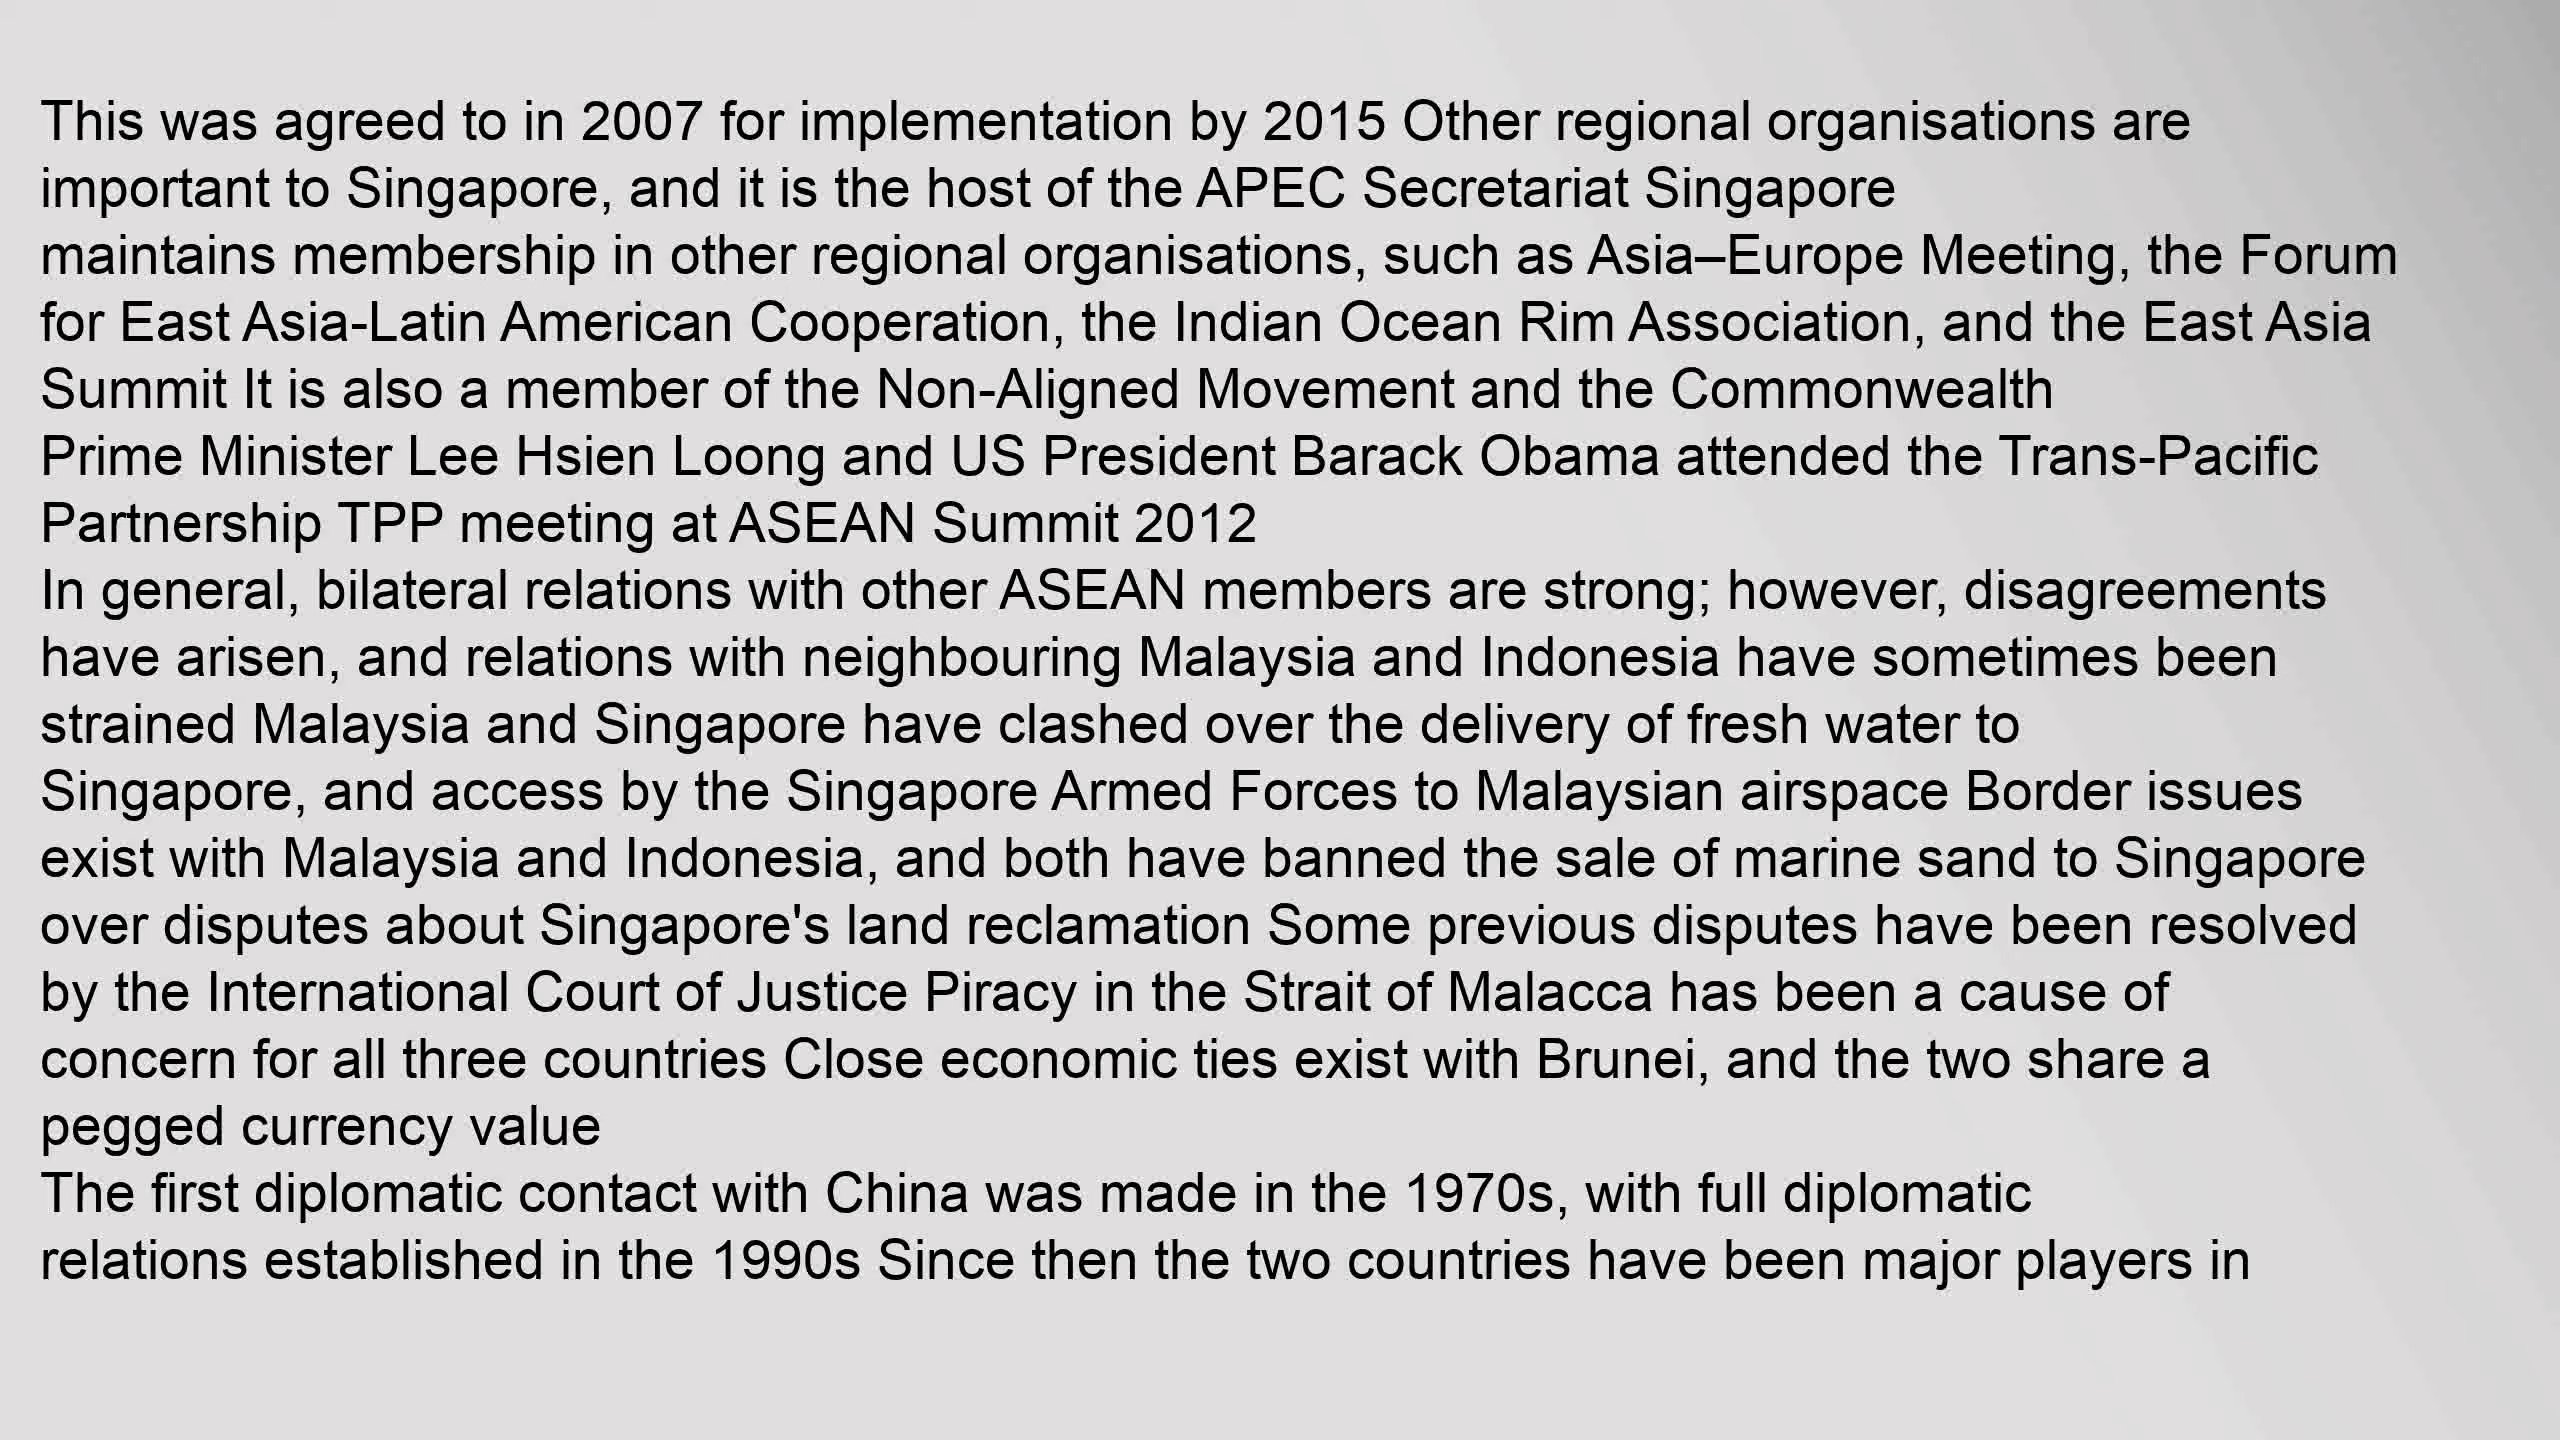 This was agreed to in 2007 for implementation by 2015 Other regional organisations are
important to Singapore, and it is the host of the APEC Secretariat Singapore
maintains membership in other regional organisations, such as Asia–Europe Meeting, the Forum
for East Asia-Latin American Cooperation, the Indian Ocean Rim Association, and the East Asia
Summit It is also a member of the Non-Aligned Movement and the Commonwealth
Prime Minister Lee Hsien Loong and US President Barack Obama attended the Trans-Pacific
Partnership TPP meeting at ASEAN Summit 2012
In general, bilateral relations with other ASEAN members are strong; however, disagreements
have arisen, and relations with neighbouring Malaysia and Indonesia have sometimes been
strained Malaysia and Singapore have clashed over the delivery of fresh water to
Singapore, and access by the Singapore Armed Forces to Malaysian airspace Border issues
exist with Malaysia and Indonesia, and both have banned the sale of marine sand to Singapore
over disputes about Singapore's land reclamation Some previous disputes have been resolved
by the International Court of Justice Piracy in the Strait of Malacca has been a cause of
concern for all three countries Close economic ties exist with Brunei, and the two share a
pegged currency value
The first diplomatic contact with China was made in the 1970s, with full diplomatic
relations established in the 1990s Since then the two countries have been major players in